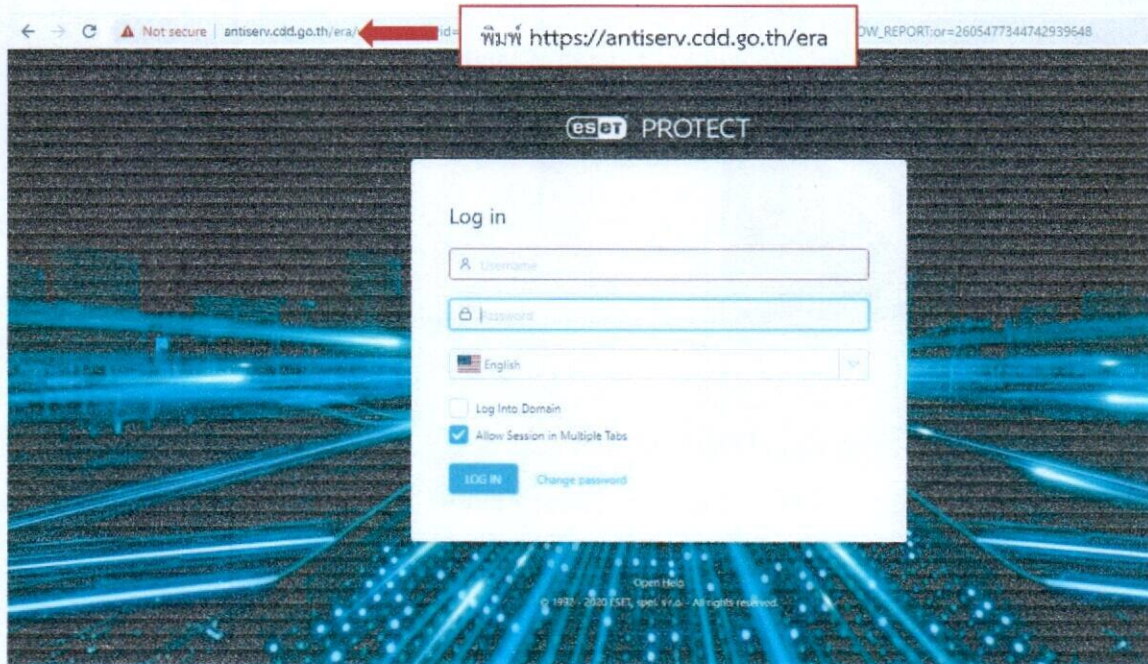 Not secure | antiserv.cdd.go.th/era/
พิมพ์ https://antiserv.cdd.go.th/era
OW_REPORT;or=2605477344742939648
eset PROTECT
Log in
Username
Password
English
Log Into Domain
Allow Session in Multiple Tabs
LOG IN Change password
Open Help
© 1992 - 2020 ESET, spol. s r.o. - All rights reserved.